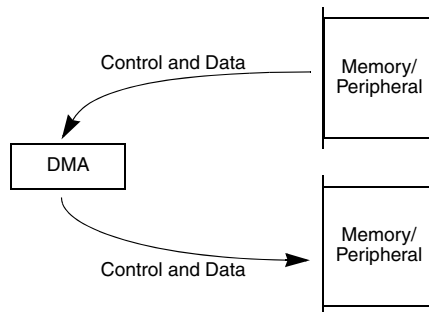 Control and Data
Memory/
Peripheral
DMA
Memory/
Peripheral
Control and Data